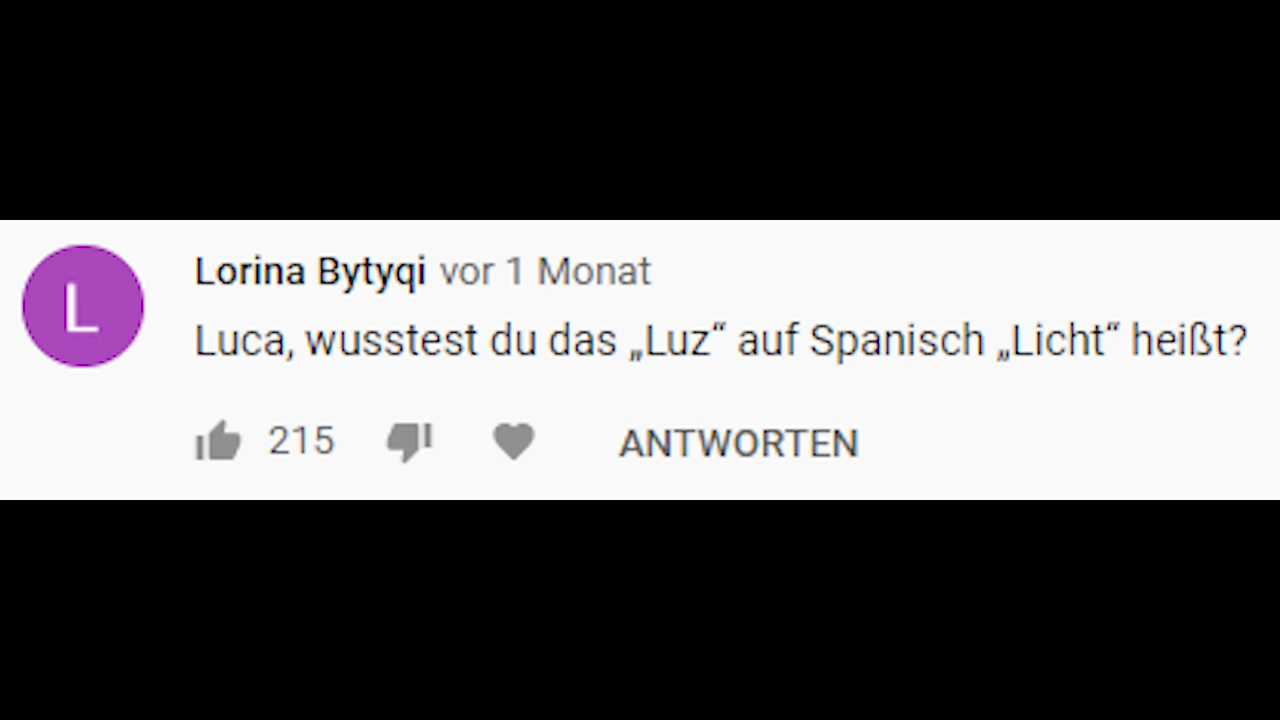 L
Lorina Bytyqi vor 1 Monat
Luca, wusstest du das „Luz“ auf Spanisch „Licht“ heißt?
215 ANTWORTEN